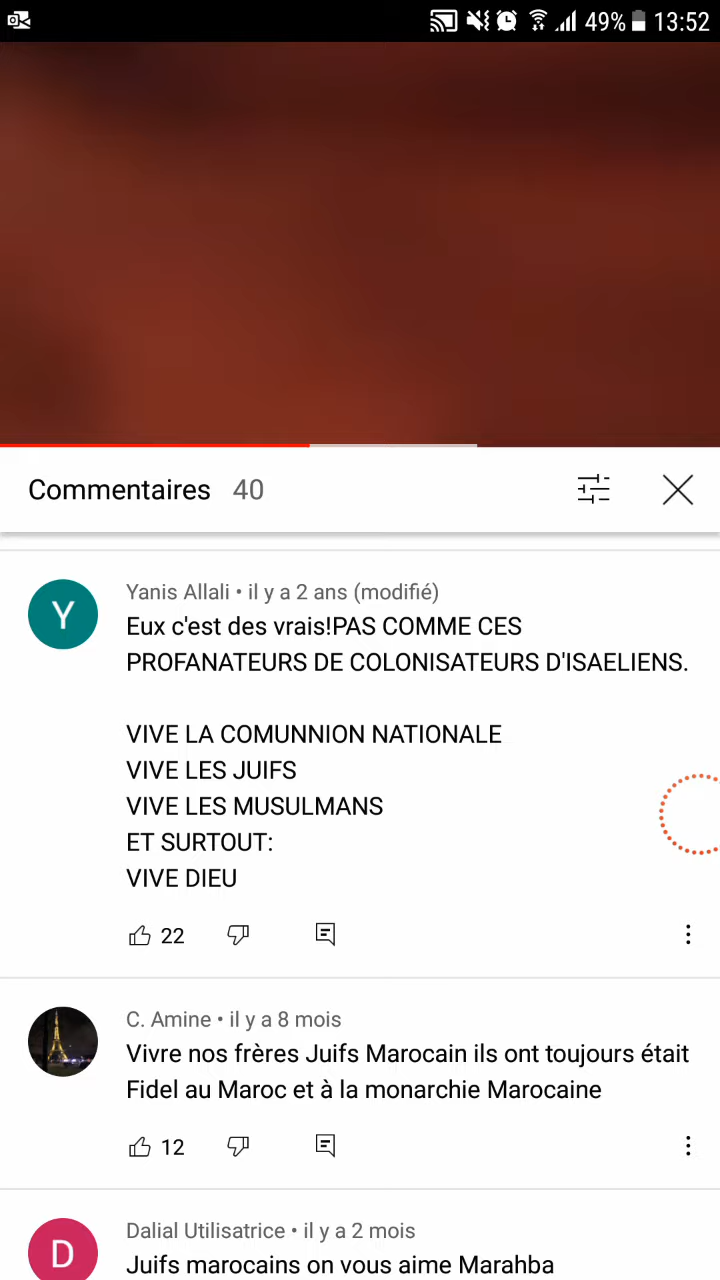 49% 13:52
Commentaires 40
Yanis Allali • il y a 2 ans (modifié)
Eux c'est des vrais!PAS COMME CES
PROFANATEURS DE COLONISATEURS D'ISAELIENS.
VIVE LA COMUNNION NATIONALE
VIVE LES JUIFS
VIVE LES MUSULMANS
ET SURTOUT:
VIVE DIEU
22
C. Amine • il y a 8 mois
Vivre nos frères Juifs Marocain ils ont toujours était
Fidel au Maroc et à la monarchie Marocaine
12
Dalial Utilisatrice • il y a 2 mois
Juifs marocains on vous aime Marahba